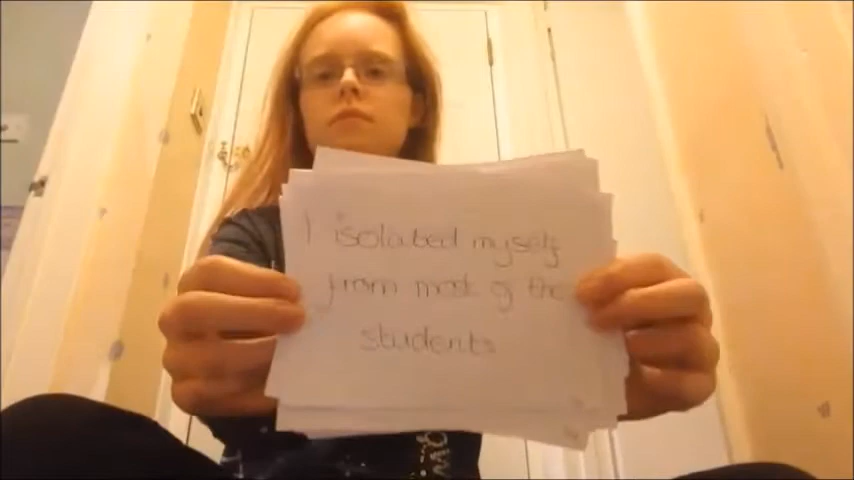 I isolated myself
from most of the
students